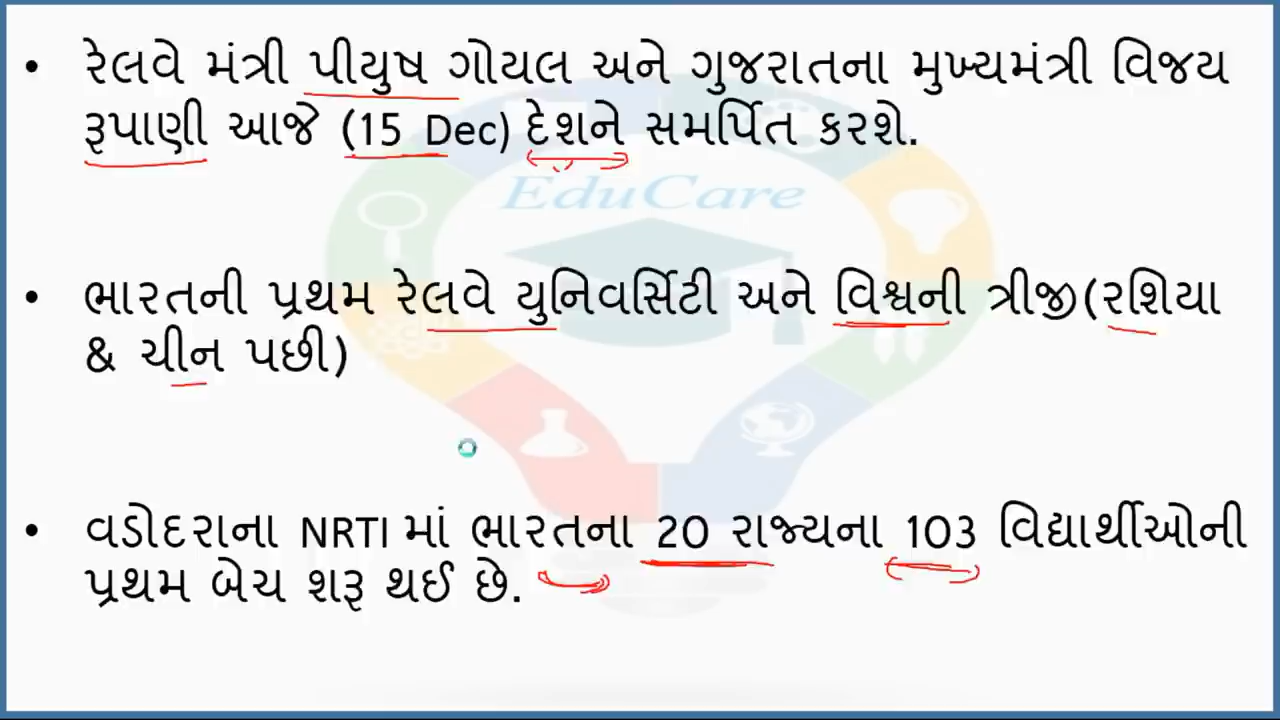 • રેલવે મંત્રી પીયુષ ગોયલ અને ગુજરાતના મુખ્યમંત્રી વિજય
રૂપાણી આજે (15 Dec) દેશને સમર્પિત કરશે.
EduCare
• ભારતની પ્રથમ રેલવે યુનિવર્સિટી અને વિશ્વની ત્રીજી(રશિયા
& ચીન પછી)
• વડોદરાના NRTI માં ભારતના 20 રાજ્યના 103 વિદ્યાર્થીઓની
પ્રથમ બેચ શરૂ થઈ છે.